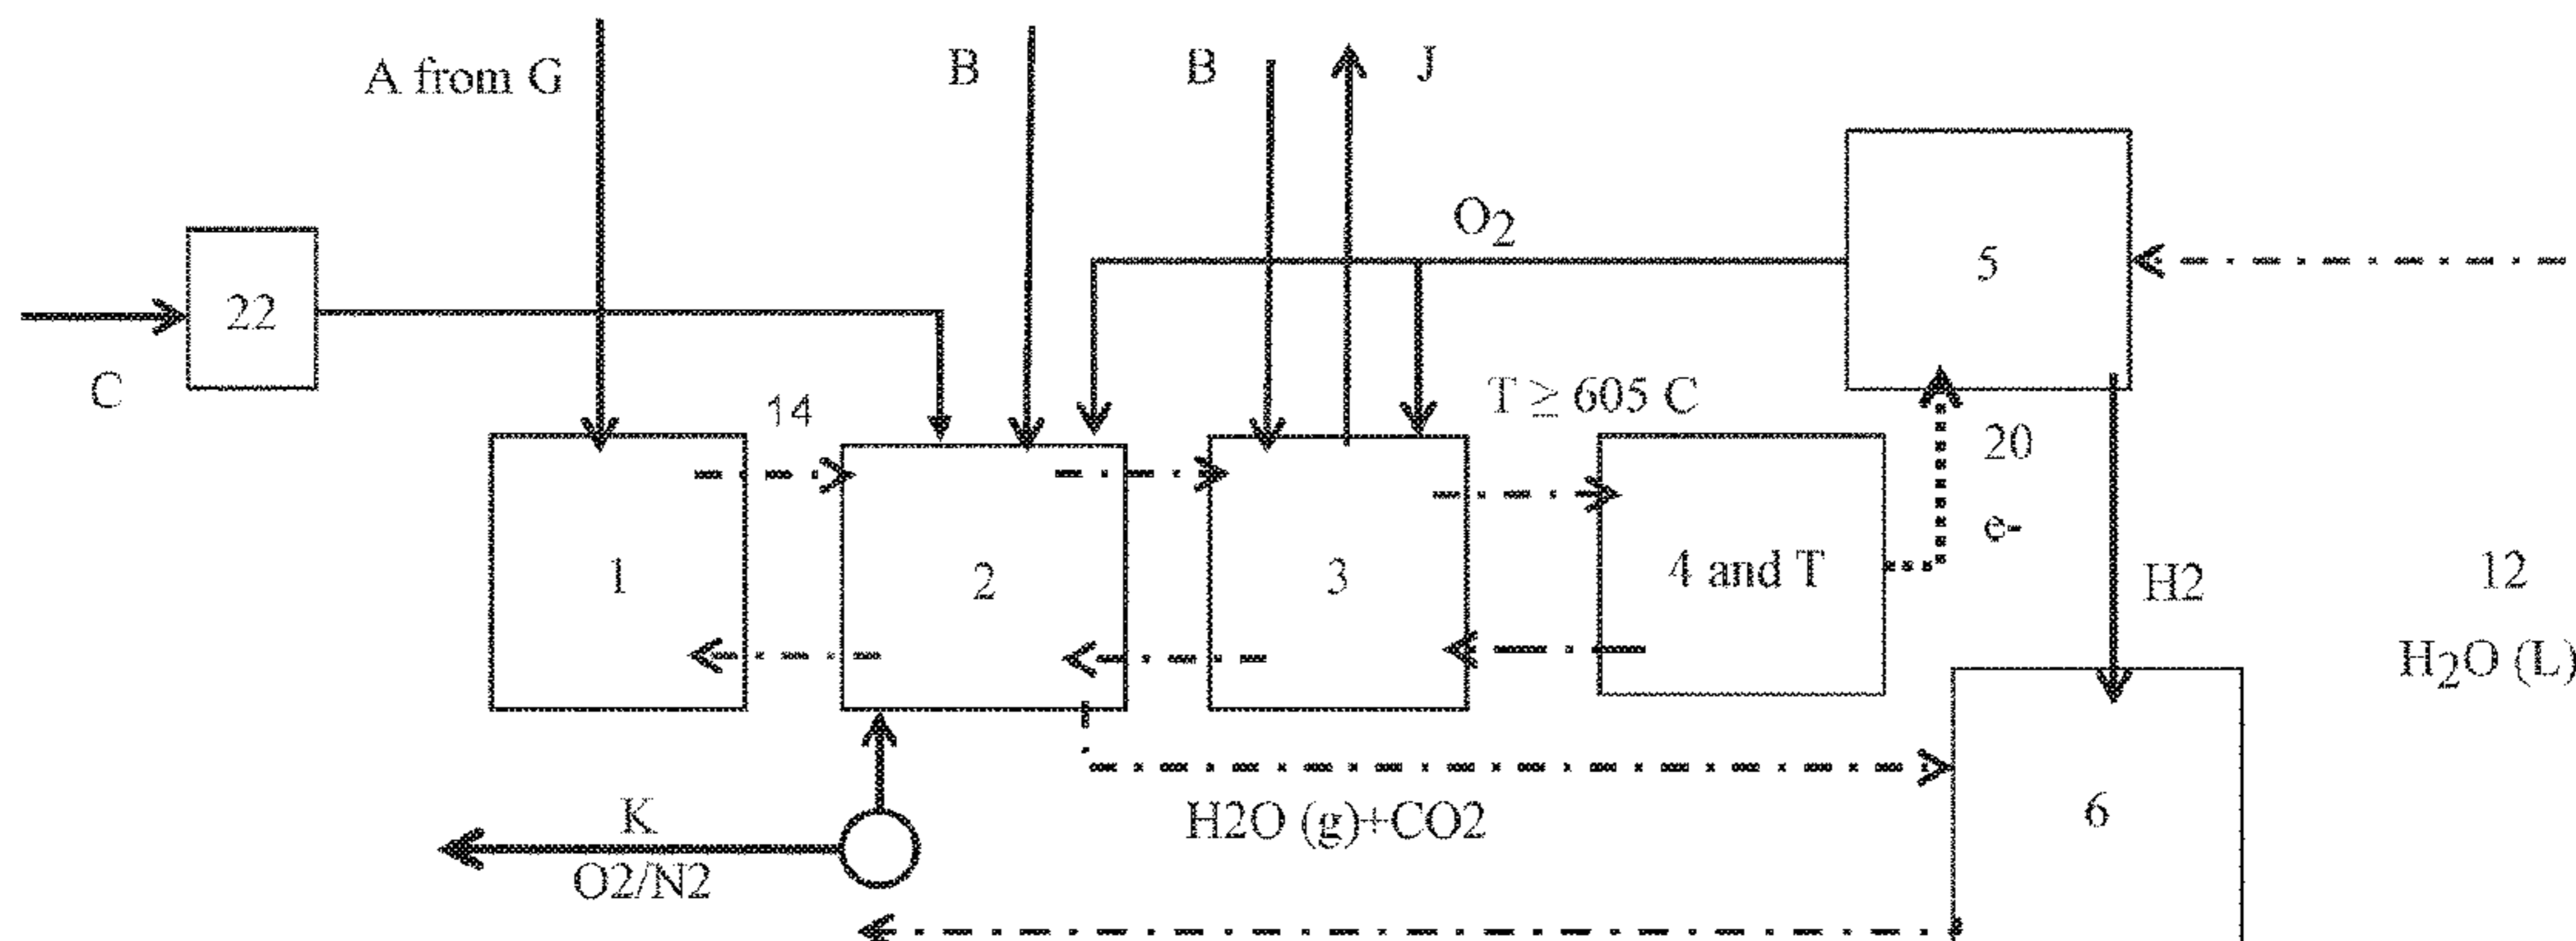 A from G
B
B
J
O2
5
22
C
14
T ≥ 605 C
20
e-
1
2
3
4 and T
H2
12
H2O (L)
H2O (g)+CO2
6
K
O2/N2